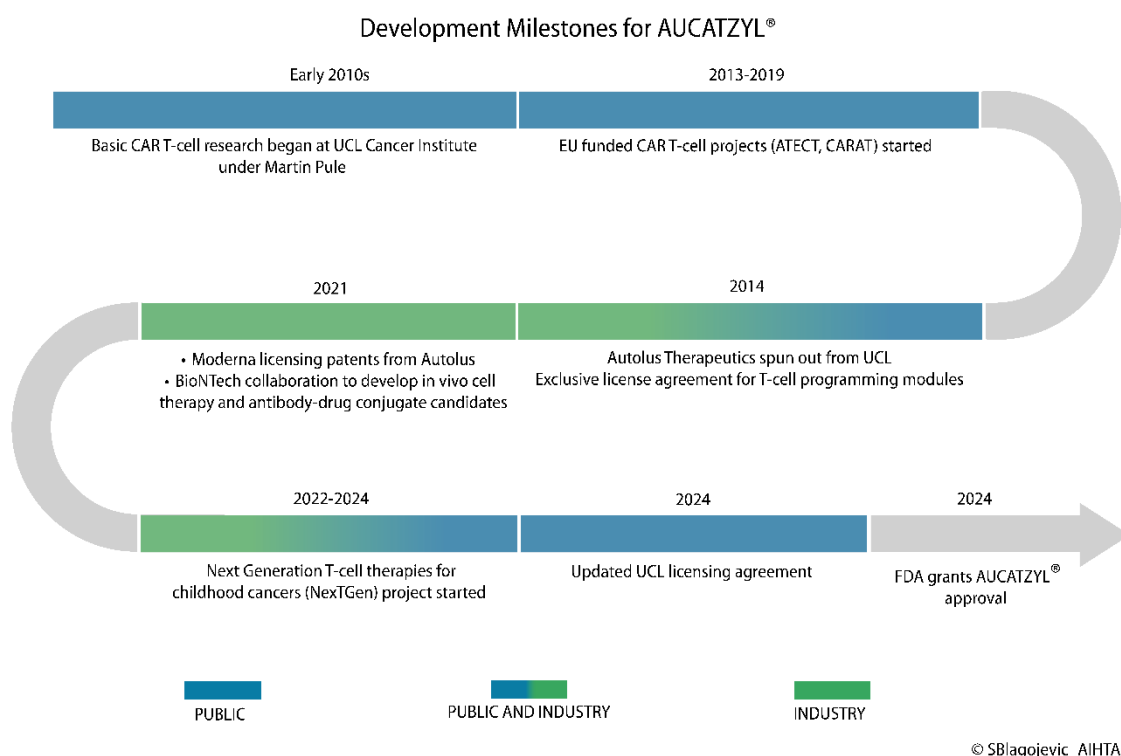 Development Milestones for AUCATZYL®
Early 2010s
2013-2019
Basic CAR T-cell research began at UCL Cancer Institute
under Martin Pule
EU funded CAR T-cell projects (ATECT, CARAT) started
2021
2014
• Moderna licensing patents from Autolus
• BioNTech collaboration to develop in vivo cell
therapy and antibody-drug conjugate candidates
Autolus Therapeutics spun out from UCL
Exclusive license agreement for T-cell programming modules
2022-2024
2024
2024
Next Generation T-cell therapies for
childhood cancers (NexTGen) project started
Updated UCL licensing agreement
FDA grants AUCATZYL®
approval
PUBLIC
PUBLIC AND INDUSTRY
INDUSTRY
© SBlagojevic_AIHTA